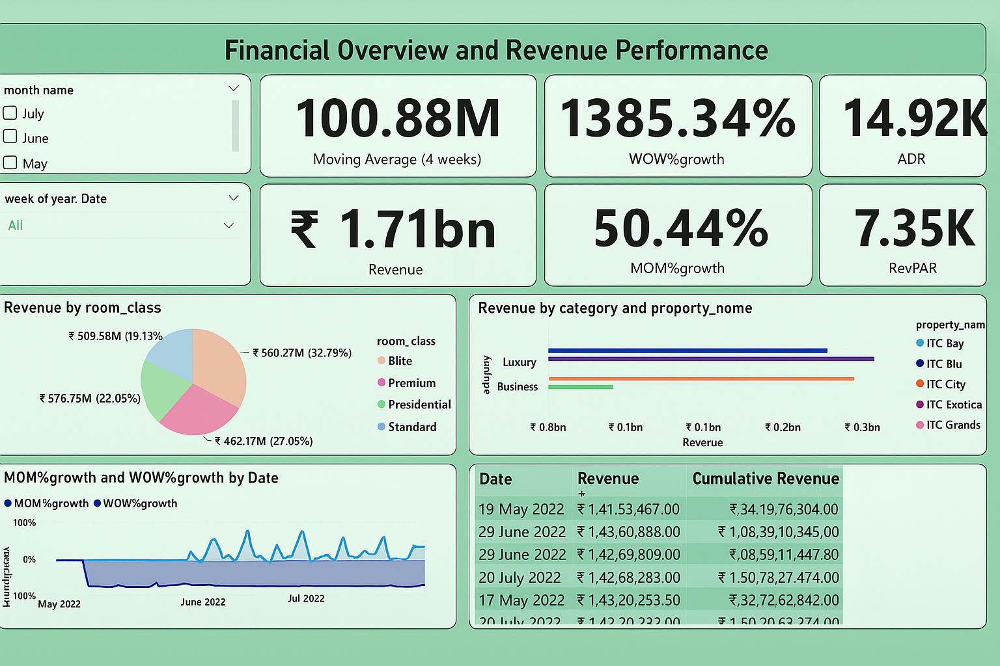 Financial Overview and Revenue Performance
month name
July
June
May
100.88M
Moving Average (4 weeks)
1385.34%
WOW%growth
14.92K
ADR
week of year. Date
All
₹ 1.71bn
Revenue
50.44%
MOM%growth
7.35K
RevPAR
Revenue by room_class
₹ 509.58M (19.13%
₹ 560.27M (32.79%)
₹ 576.75M (22.05%)
₹ 462.17M (27.05%)
room_ class
Blite
Premium
Presidential
Standard
Revenue by category and proporty_nome
Luxury
Business
₹ 0.8bn ₹ 0.1bn ₹ 0.1bn ₹ 0.2bn ₹ 0.3bn
Reverue
property_nam
ITC Bay
ITC Blu
ITC City
ITC Exotica
ITC Grands
MOM%growth and WOW%growth by Date
MOM%growth WOW%growth
100%
0%
100%
May 2022 June 2022 Jul 2022
Date Revenue Cumulative Revenue
+
19 May 2022 ₹ 1,41.53,467.00 ₹,34.19,76,304.00
29 June 2022 ₹ 1,43,60,888.00 ₹ 1,08,39,10,345,00
29 June 2022 ₹ 1,42,69,809.00 ₹,08,59,11,447.80
20 July 2022 ₹ 1,42,68,283.00 ₹ 1.50,78,27.474.00
17 May 2022 ₹ 1,43,20,253.50 ₹,32,72,62,842.00
20 July 2022 ₹ 1,42,20,232.00 ₹ 1,50,20,63,274.00